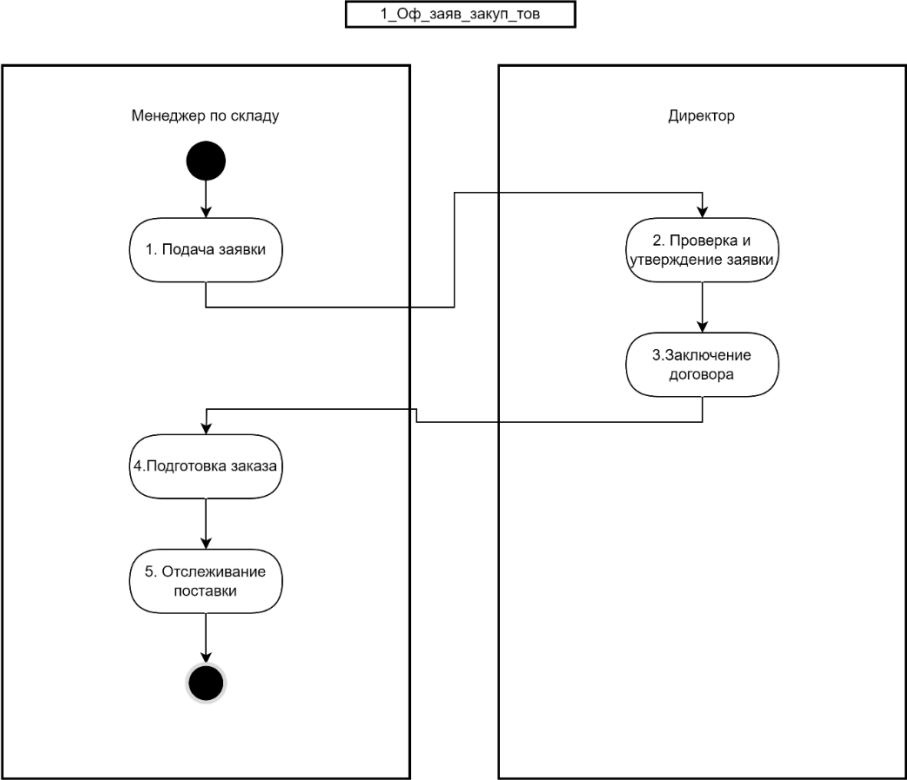 1_Оф_заяв_закуп_тов
Менеджер по складу
Директор
1. Подача заявки
2. Проверка и
утверждение заявки
3.Заключение
договора
4.Подготовка заказа
5. Отслеживание
поставки